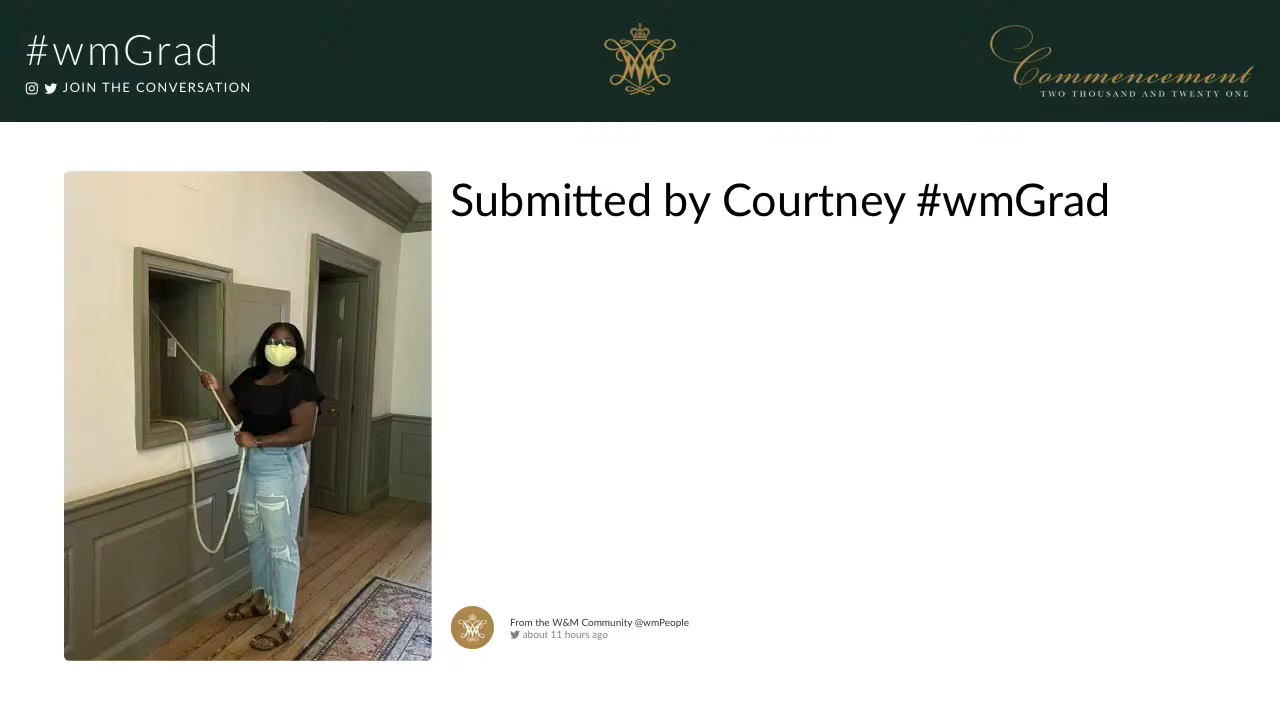 #wmGrad
JOIN THE CONVERSATION
Commencement
TWO THOUSAND AND TWENTY ONE
Submitted by Courtney #wmGrad
From the W&M Community @wmPeople
about 11 hours ago